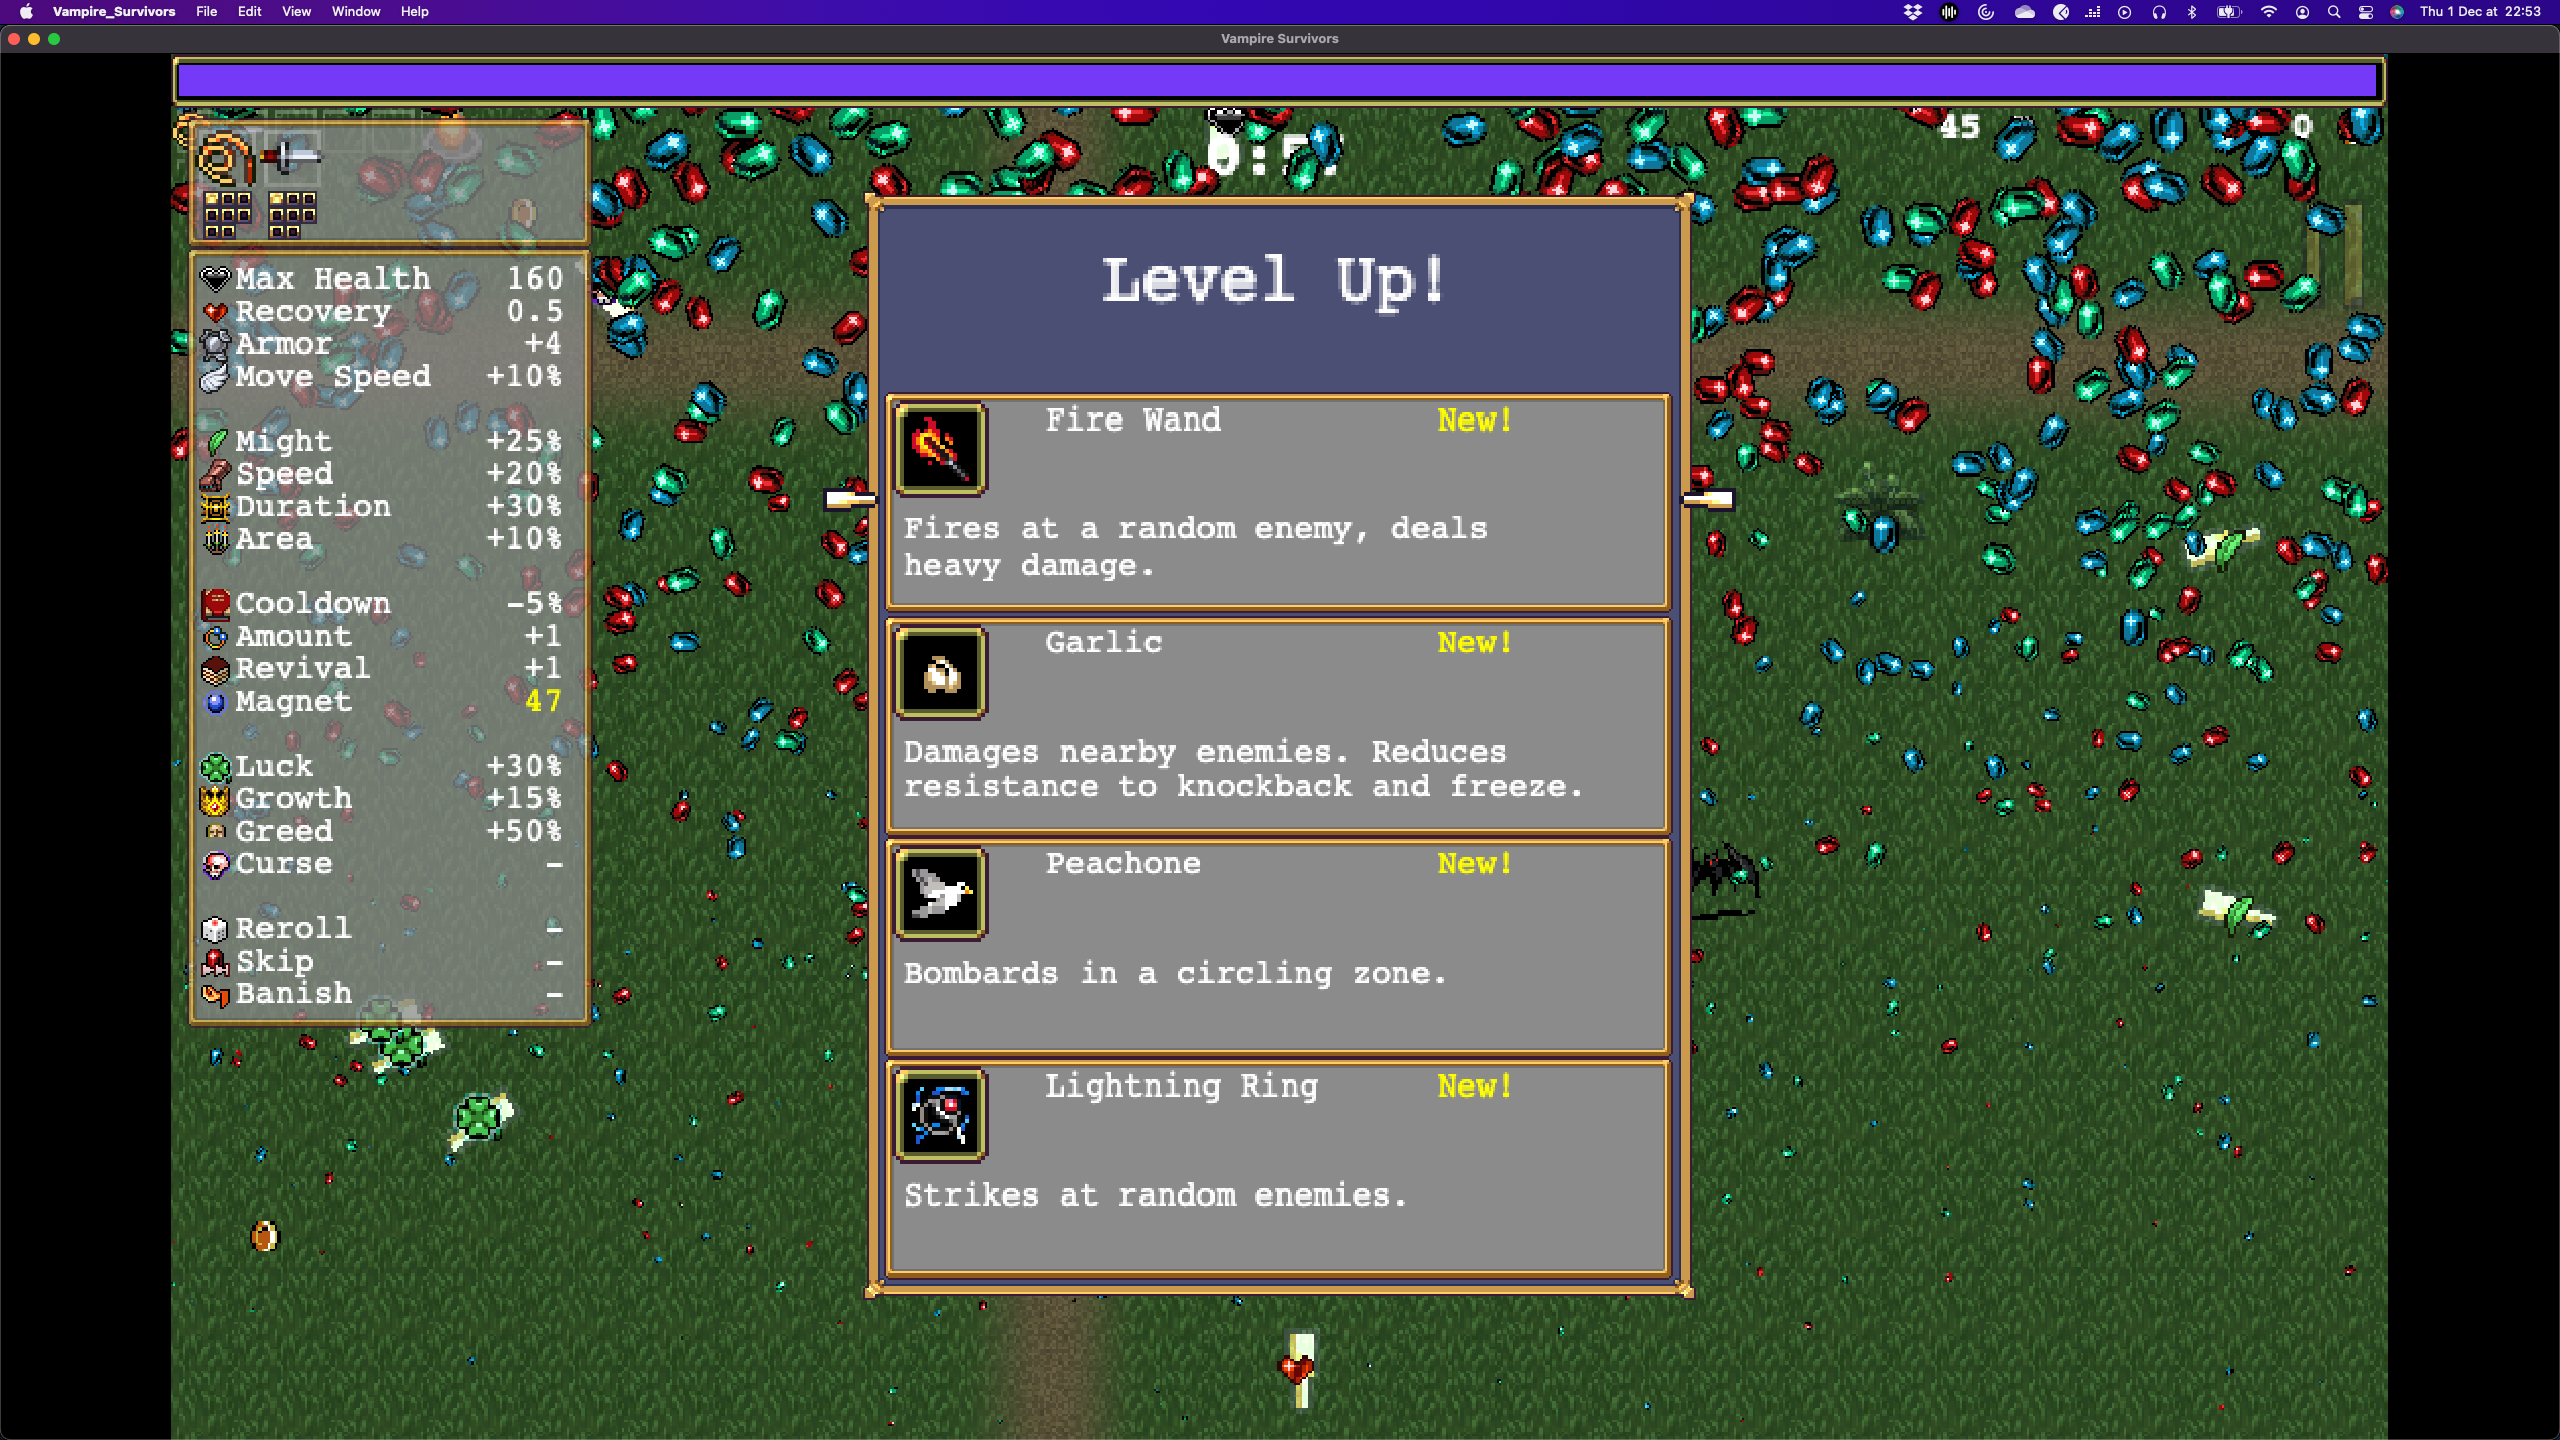 Vampire_Survivors File Edit View Window Help Thu 1 Dec at 22:53
Vampire Survivors
45 0
Level Up!
Max Health 160
Recovery 0.5
Armor +4
Move Speed +10%
Might +25%
Speed +20%
Duration +30%
Area +10%
Cooldown -5%
Amount +1
Revival +1
Magnet 47
Luck +30%
Growth +15%
Greed +50%
Curse -
Reroll -
Skip -
Banish -
Fire Wand New!
Fires at a random enemy, deals
heavy damage.
Garlic New!
Damages nearby enemies. Reduces
resistance to knockback and freeze.
Peachone New!
Bombards in a circling zone.
Lightning Ring New!
Strikes at random enemies.